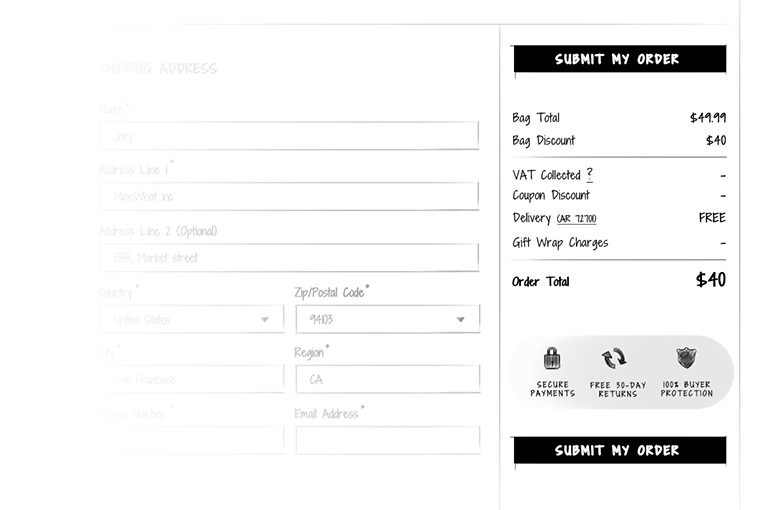 SHIPPING ADDRESS
Name*
Jony
Address Line 1*
MineWhat inc
Address Line 2 (Optional)
855, Market street
Country*
Zip/Postal Code*
United States
94103
City*
Region*
San Francisco
CA
Phone Number*
Email Address*
SUBMIT MY ORDER
Bag Total $49.99
Bag Discount $40
VAT Collected ? -
Coupon Discount -
Delivery (AR 72701) FREE
Gift Wrap Charges -
Order Total $40
SECURE
PAYMENTS
FREE 30-DAY
RETURNS
100% BUYER
PROTECTION
SUBMIT MY ORDER